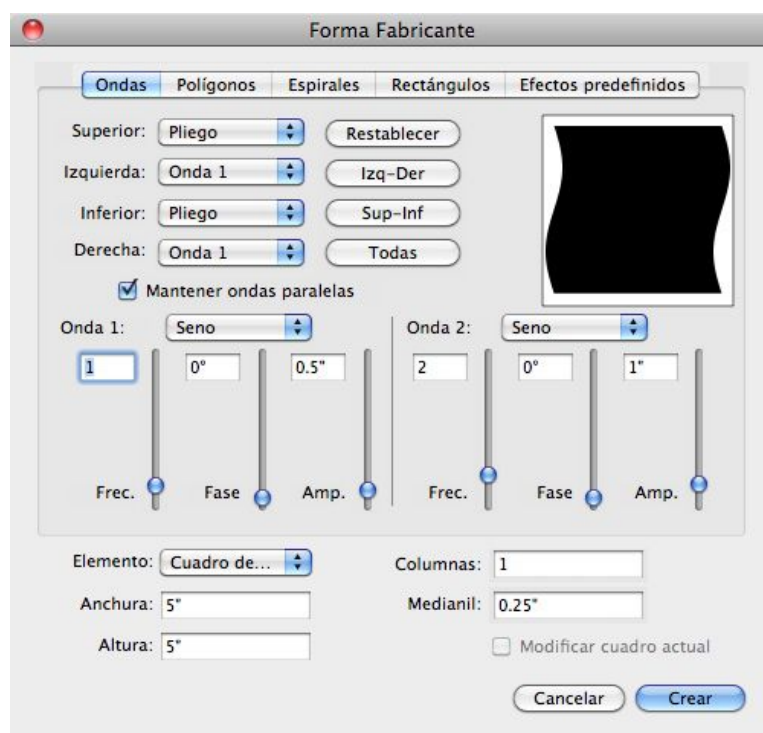 Forma Fabricante
Ondas Polígonos Espirales Rectángulos Efectos predefinidos
Superior: Pliego Restablecer
Izquierda: Onda 1 Izq-Der
Inferior: Pliego Sup-Inf
Derecha: Onda 1 Todas
Mantener ondas paralelas
Onda 1: Seno Onda 2: Seno
1 0° 0.5" 2 0° 1"
Frec. Fase Amp. Frec. Fase Amp.
Elemento: Cuadro de... Columnas: 1
Anchura: 5" Medianil: 0.25"
Altura: 5" Modificar cuadro actual
Cancelar Crear